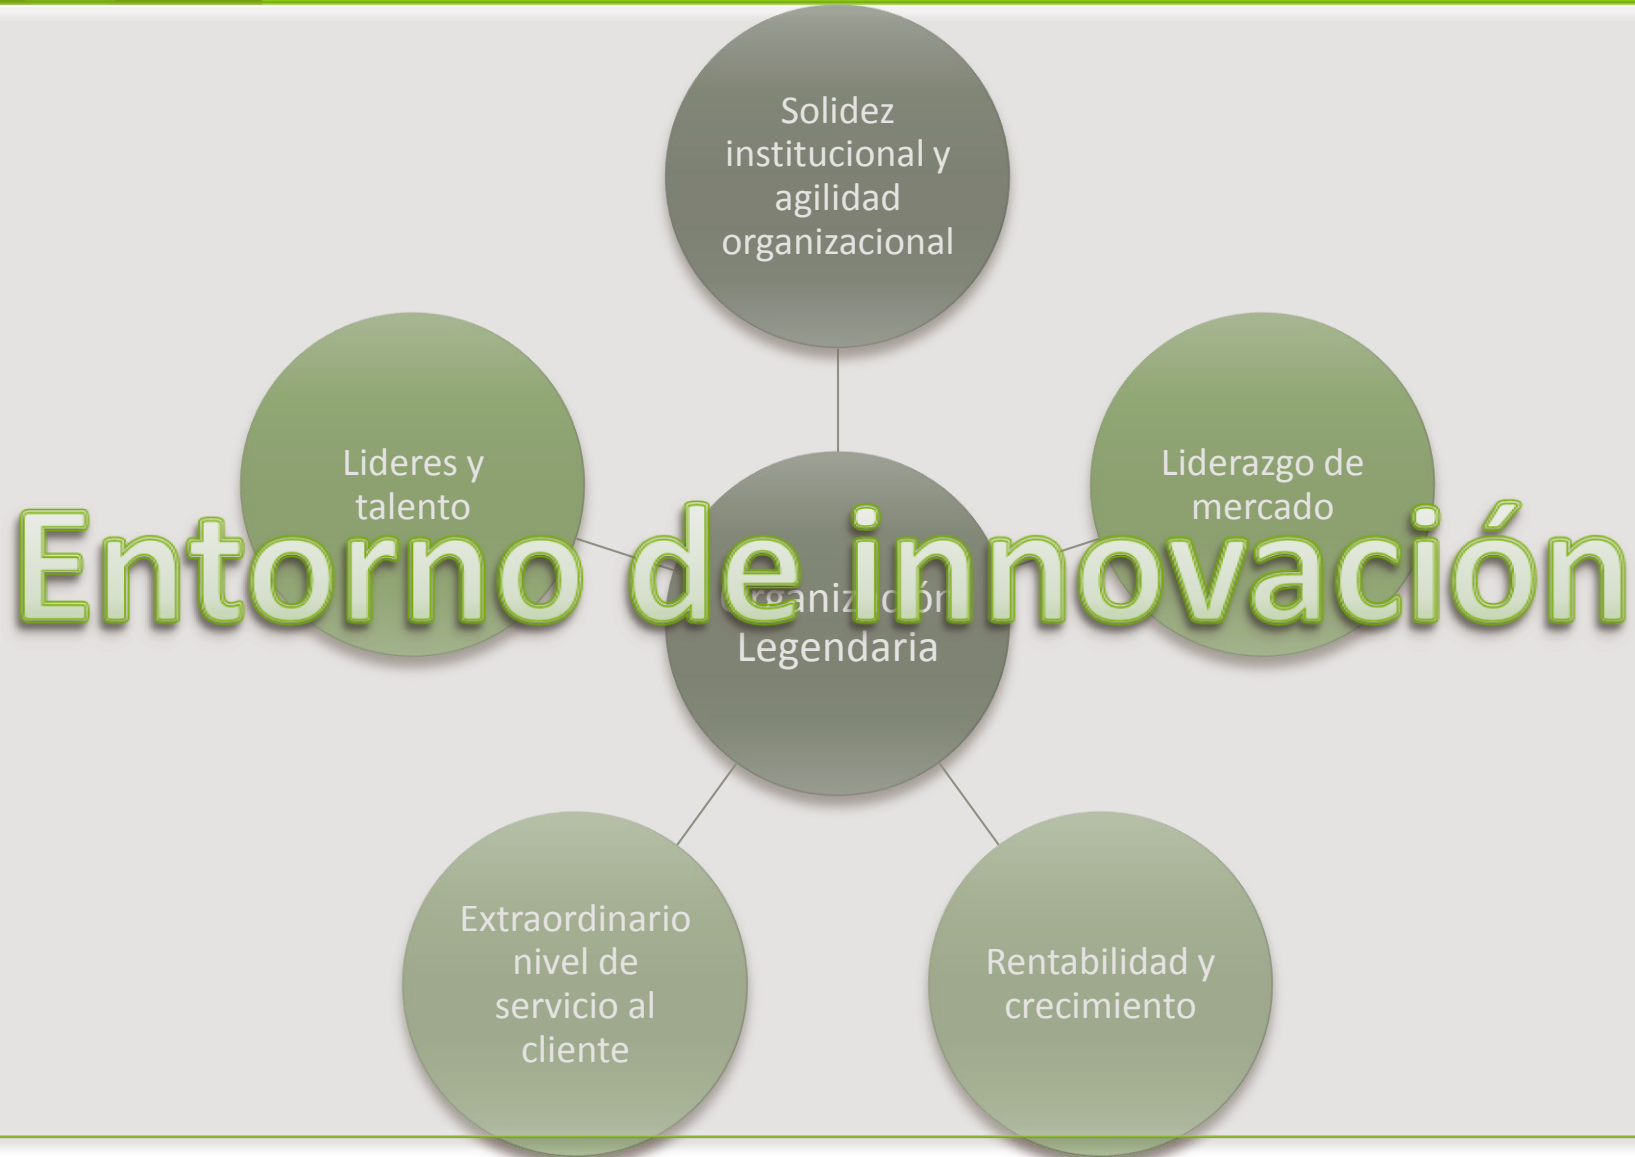 Solidez
institucional y
agilidad
organizacional
Lideres y
talento
Liderazgo de
mercado
Entorno de innovación
Organización
Legendaria
Extraordinario
nivel de
servicio al
cliente
Rentabilidad y
crecimiento